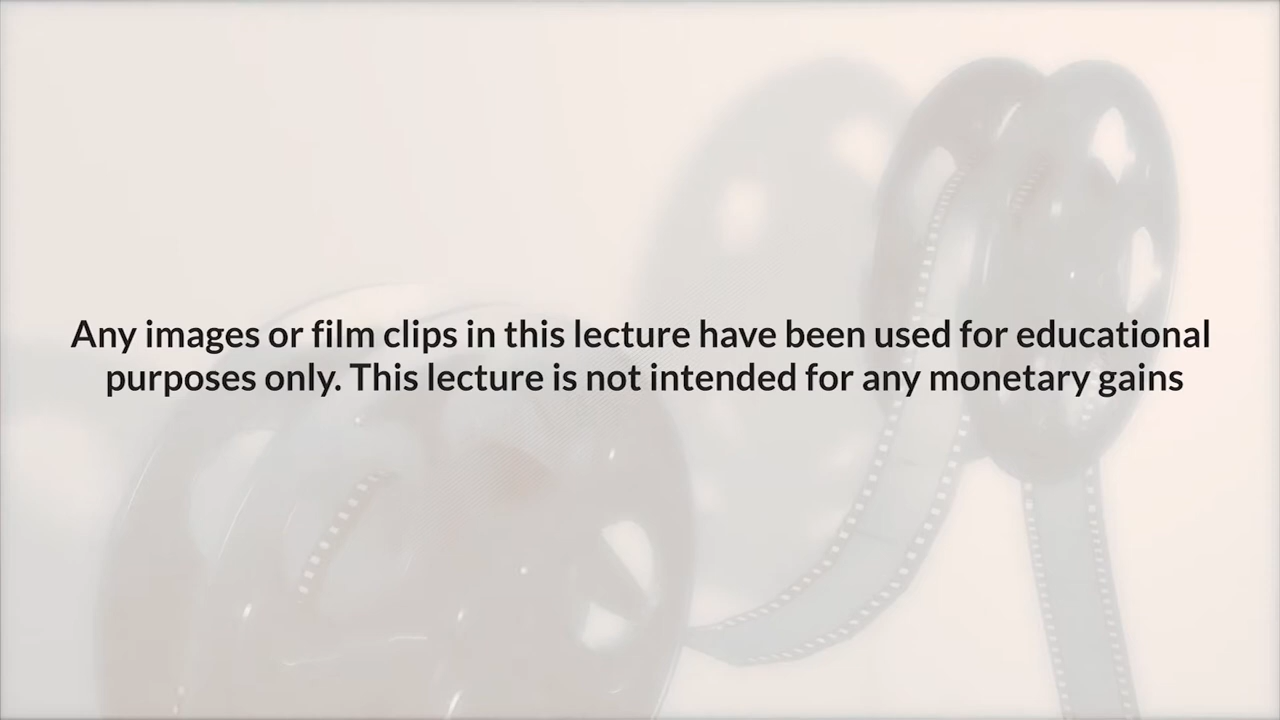 Any images or film clips in this lecture have been used for educational
purposes only. This lecture is not intended for any monetary gains